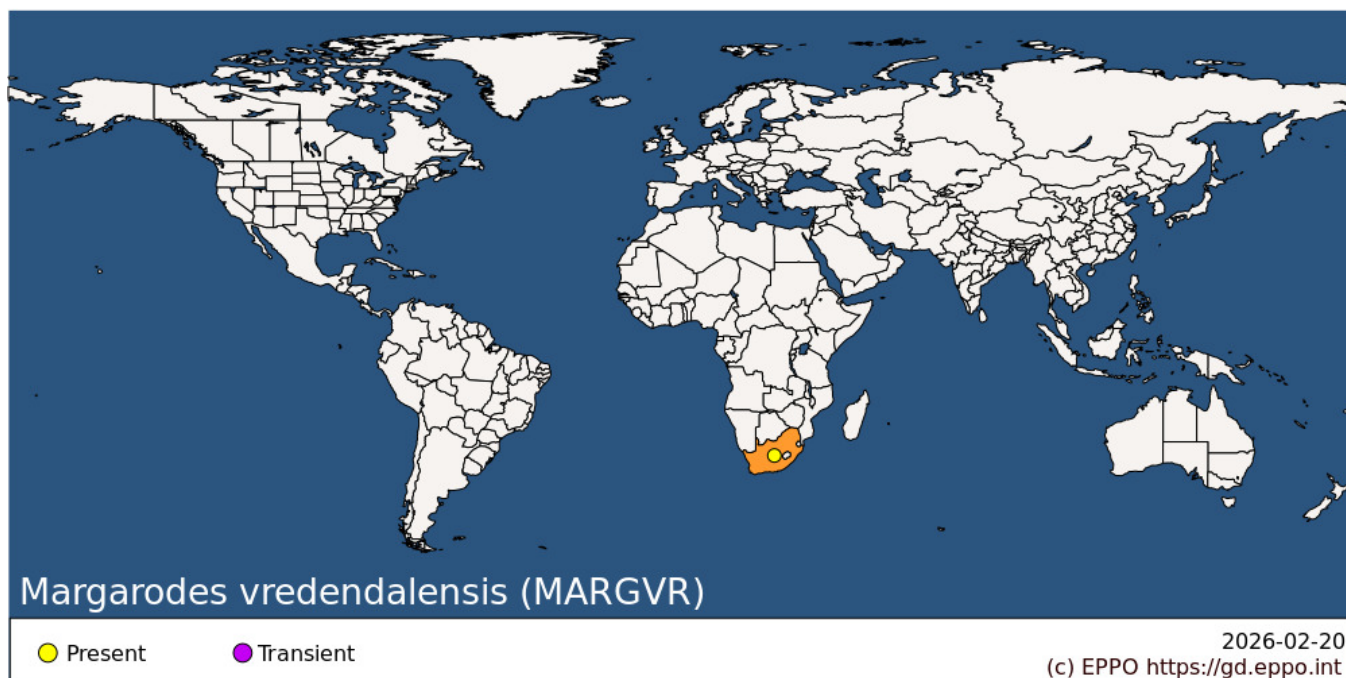 Margarodes vredendalensis (MARGVR)
Present
Transient
2026-02-20
(c) EPPO https://gd.eppo.int